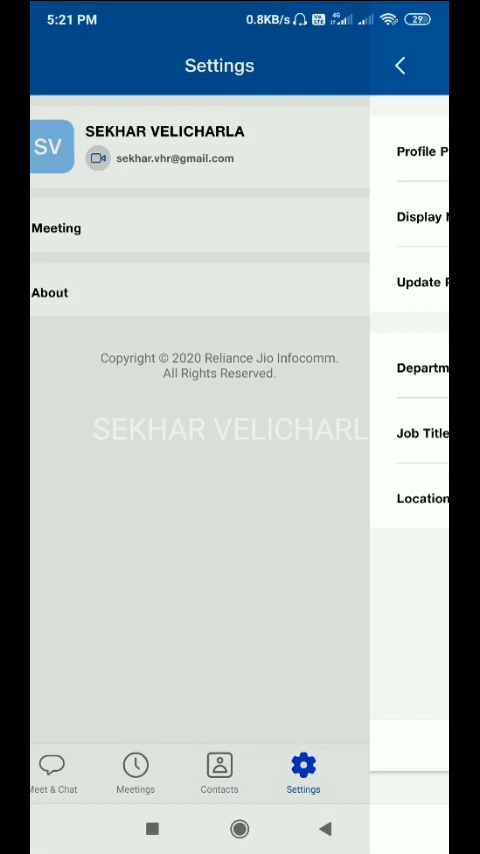 5:21 PM
0.8KB/s
4G
29
Settings
SV
SEKHAR VELICHARLA
sekhar.vhr@gmail.com
Meeting
About
Copyright © 2020 Reliance Jio Infocomm.
All Rights Reserved.
SEKHAR VELICHARL
Profile P
Display
Update
Departm
Job Title
Location
Meet & Chat
Meetings
Contacts
Settings